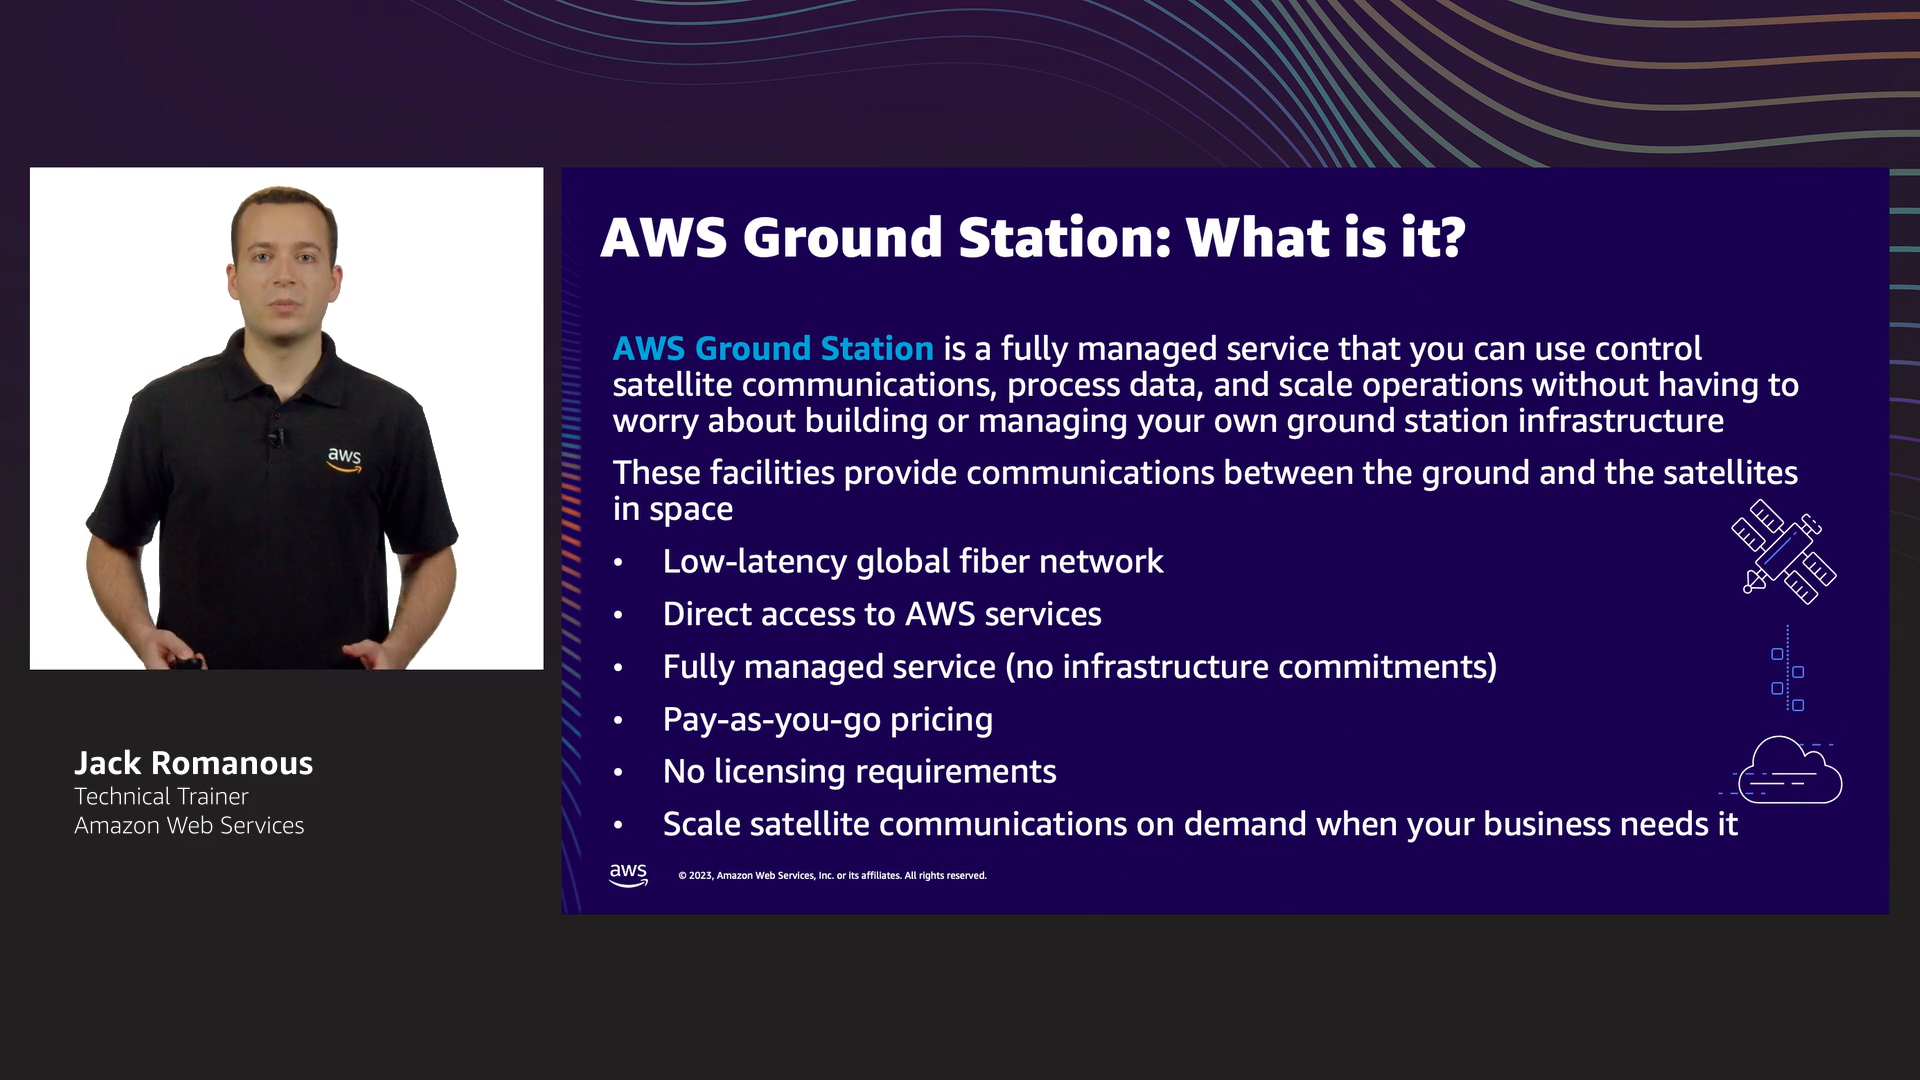 AWS Ground Station: What is it?
AWS Ground Station is a fully managed service that you can use control
satellite communications, process data, and scale operations without having to
worry about building or managing your own ground station infrastructure
These facilities provide communications between the ground and the satellites
in space
• Low-latency global fiber network
• Direct access to AWS services
• Fully managed service (no infrastructure commitments)
• Pay-as-you-go pricing
• No licensing requirements
• Scale satellite communications on demand when your business needs it
aws © 2023, Amazon Web Services, Inc. or its affiliates. All rights reserved.
aws
Jack Romanous
Technical Trainer
Amazon Web Services